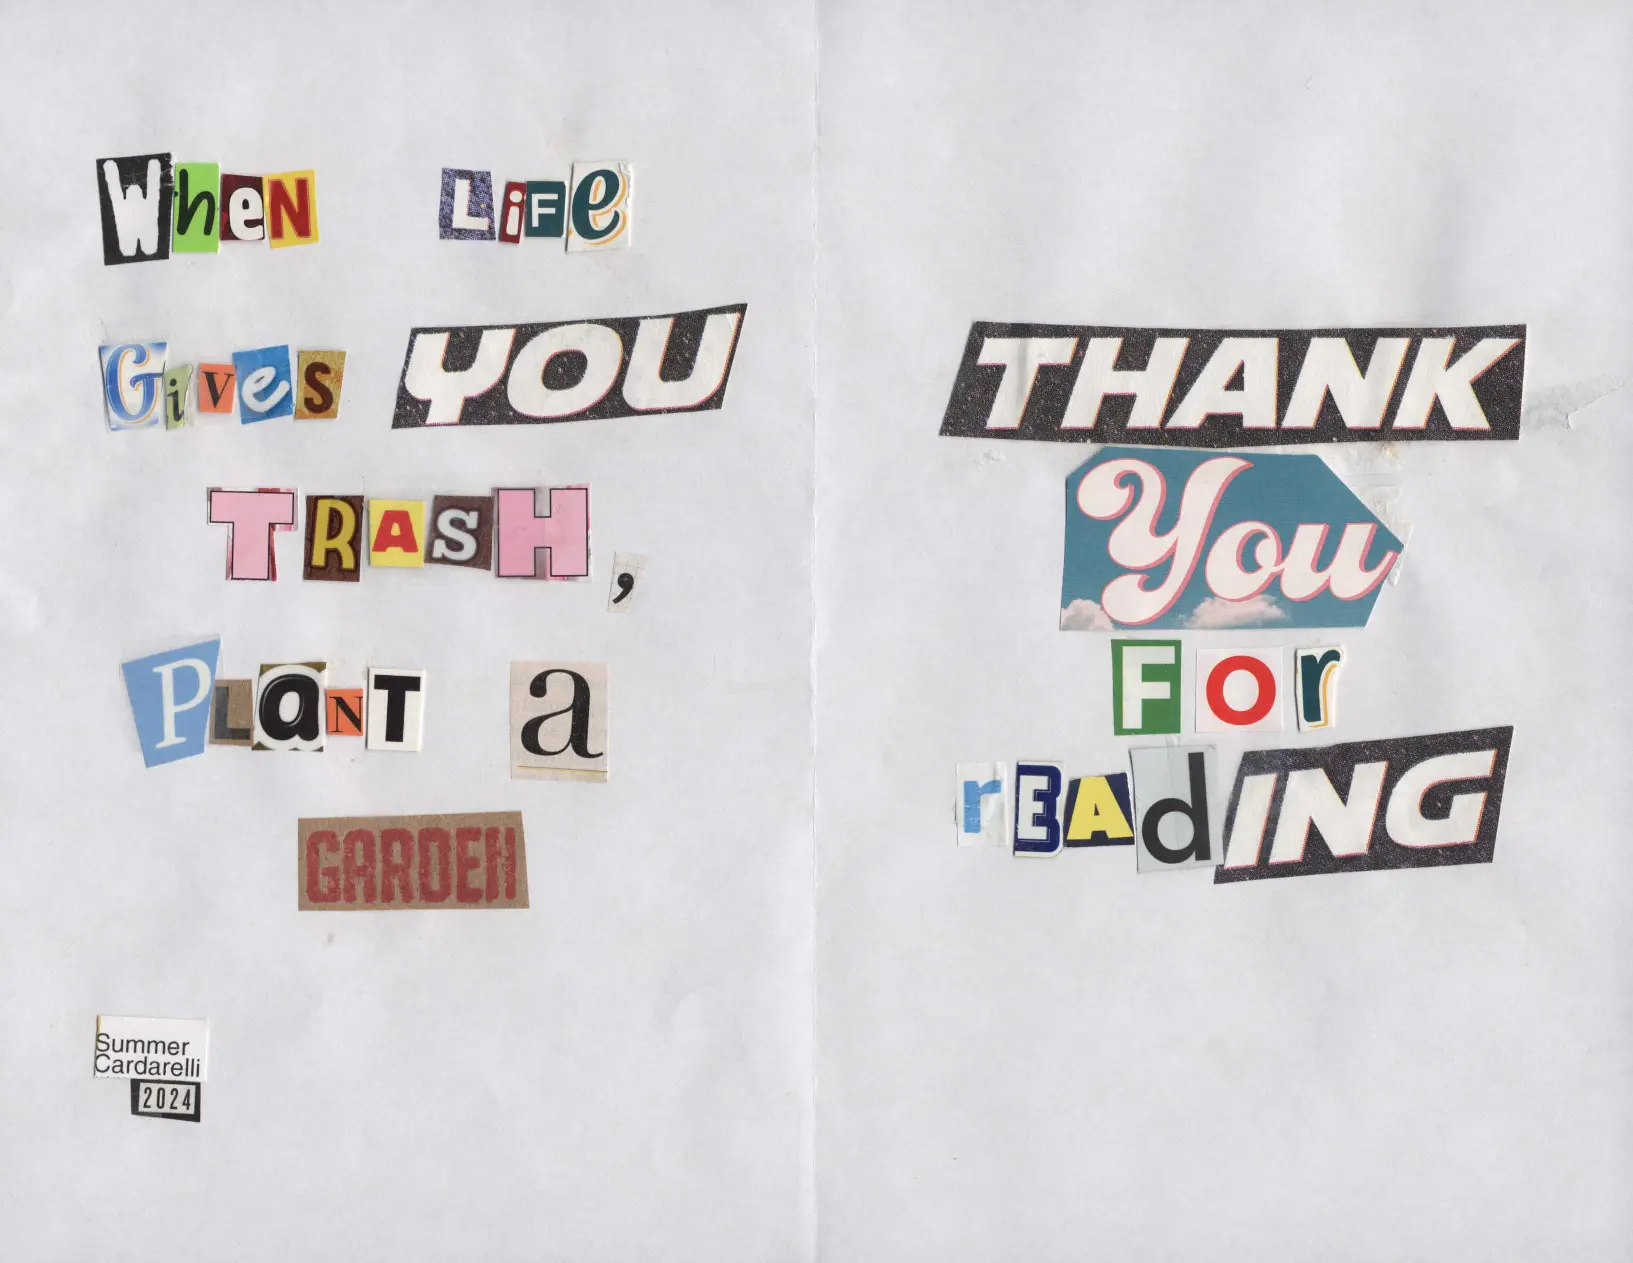 WheN LiFe
GiVes YOU
TRASH,
PLaNT a
GARDEN
Summer
Cardarelli
2024
THANK
You
FOr
rEAdING